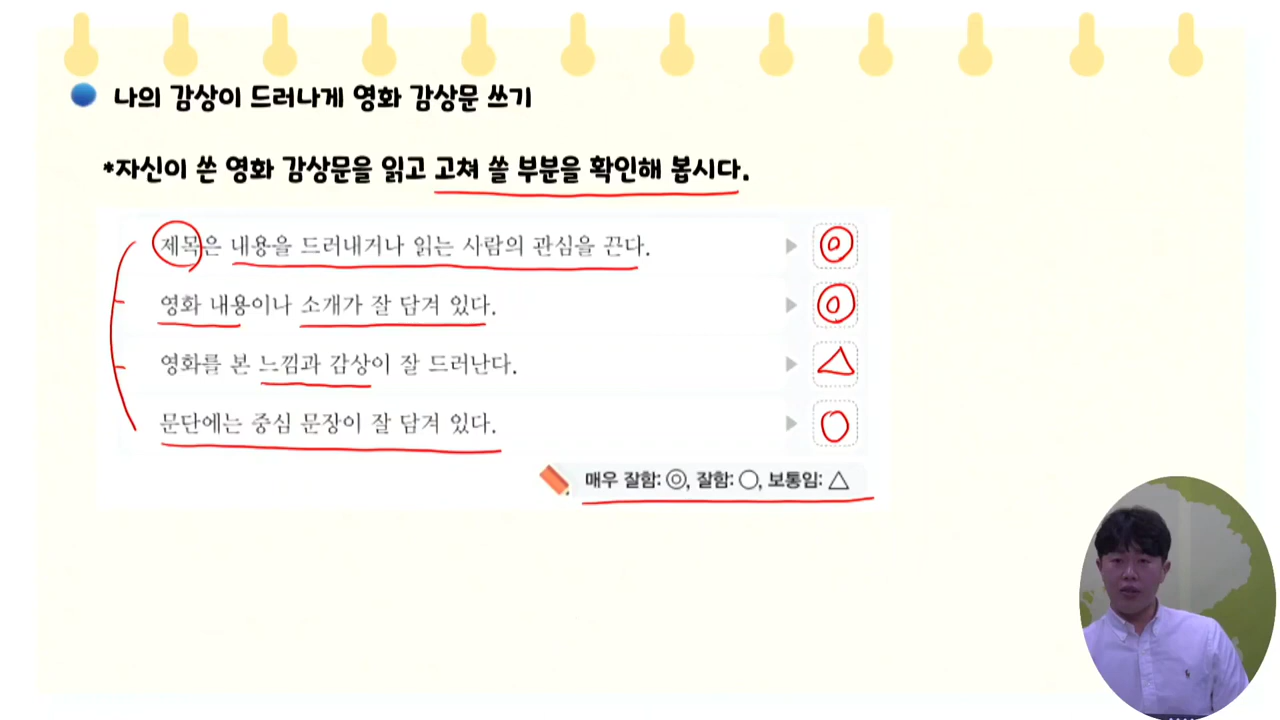 나의 감상이 드러나게 영화 감상문 쓰기
*자신이 쓴 영화 감상문을 읽고 고쳐 쓸 부분을 확인해 봅시다.
제목은 내용을 드러내거나 읽는 사람의 관심을 끈다. ▶ ◎
영화 내용이나 소개가 잘 담겨 있다. ▶ ◎
영화를 본 느낌과 감상이 잘 드러난다. ▶ △
문단에는 중심 문장이 잘 담겨 있다. ▶ ○
매우 잘함: ◎, 잘함: ○, 보통임: △